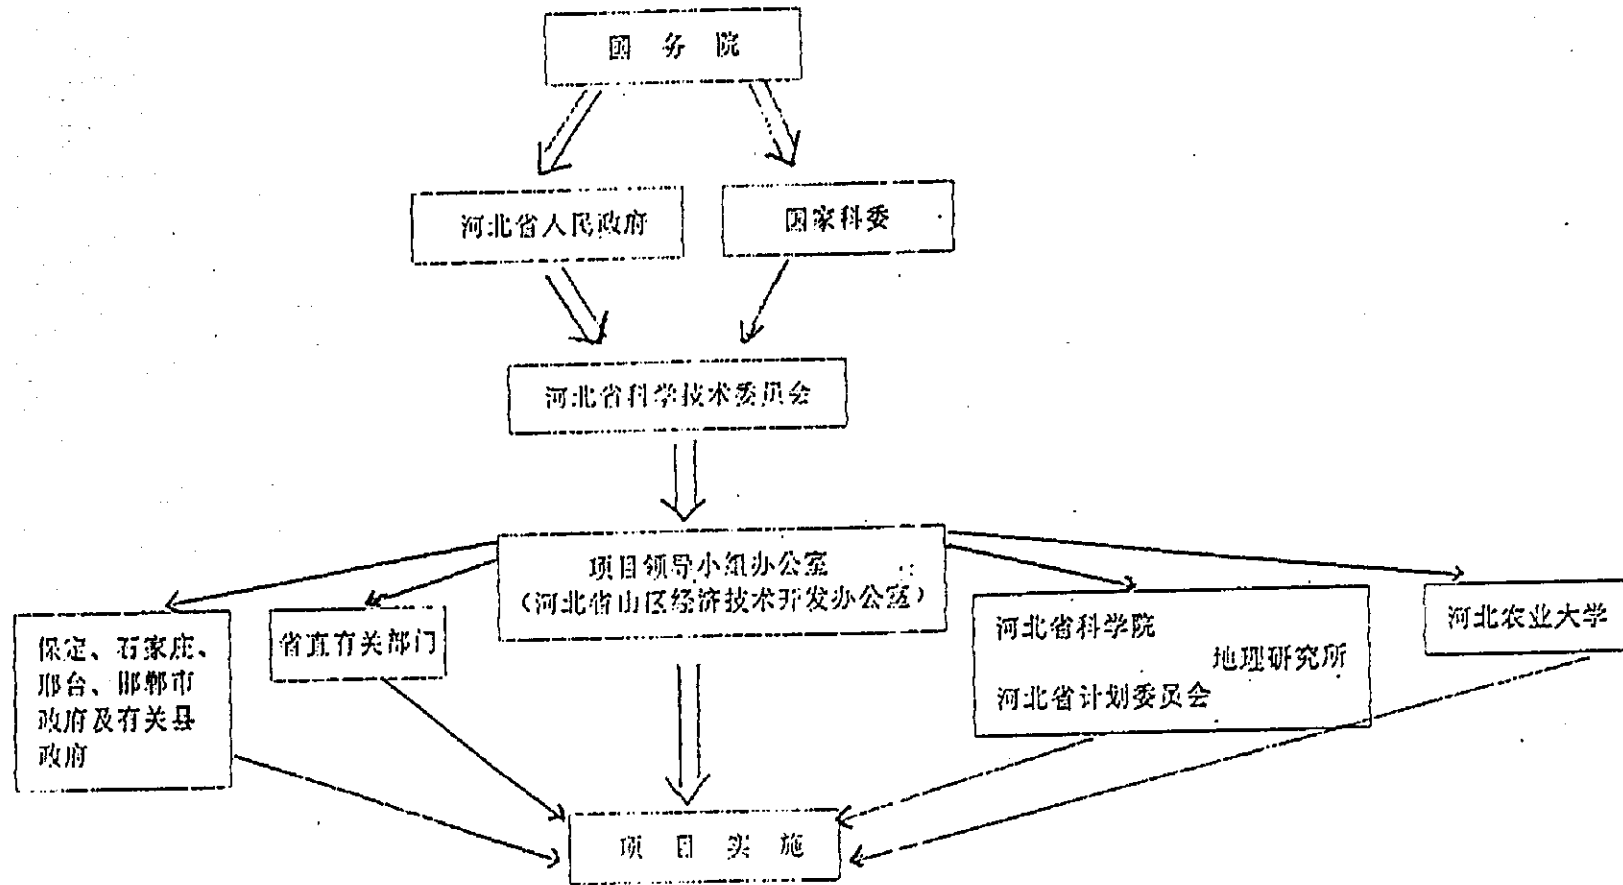 国务院
河北省人民政府
国家科委
河北省科学技术委员会
项目领导小组办公室
（河北省山区经济技术开发办公室）
保定、石家庄、
邢台、邯郸市
政府及有关县
政府
省直有关部门
河北省科学院
地理研究所
河北省计划委员会
河北农业大学
项目实施